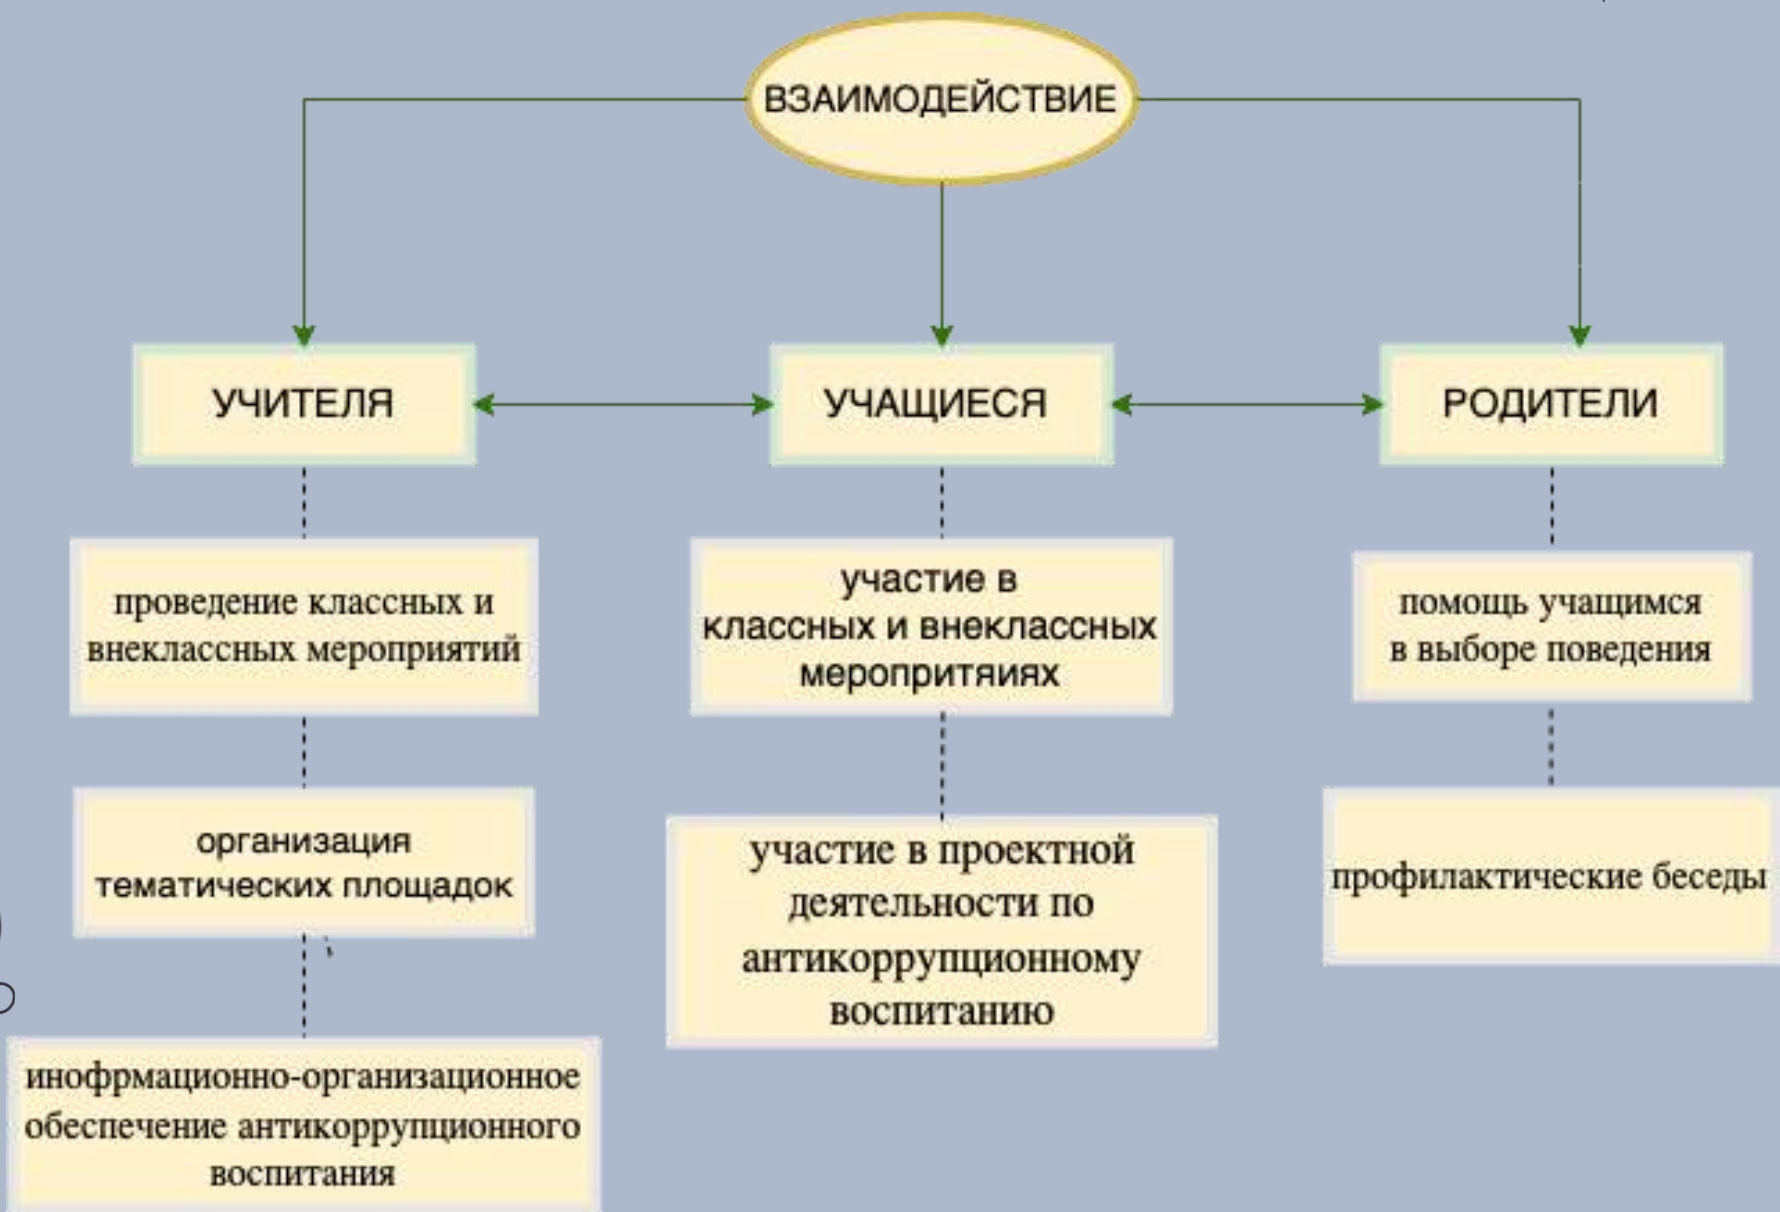 ВЗАИМОДЕЙСТВИЕ
УЧИТЕЛЯ
УЧАЩИЕСЯ
РОДИТЕЛИ
проведение классных и
внеклассных мероприятий
организация
тематических площадок
инофрмационно-организационное
обеспечение антикоррупционного
воспитания
участие в
классных и внеклассных
меропритяиях
участие в проектной
деятельности по
антикоррупционному
воспитанию
помощь учащимся
в выборе поведения
профилактические беседы